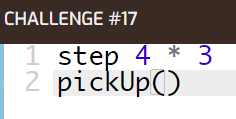 CHALLENGE #17
1 step 4 * 3
2 pickUp()